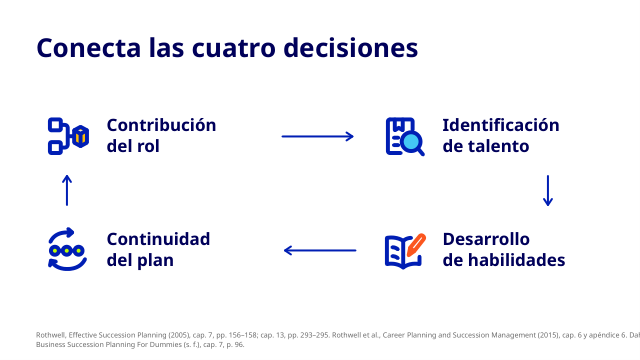 Conecta las cuatro decisiones
Contribución
del rol
Identificación
de talento
Continuidad
del plan
Desarrollo
de habilidades
Rothwell, Effective Succession Planning (2005), cap. 7, pp. 156–158; cap. 13, pp. 293–295. Rothwell et al., Career Planning and Succession Management (2015), cap. 6 y apéndice 6.
Business Succession Planning For Dummies (s. f.), cap. 7, p. 96.